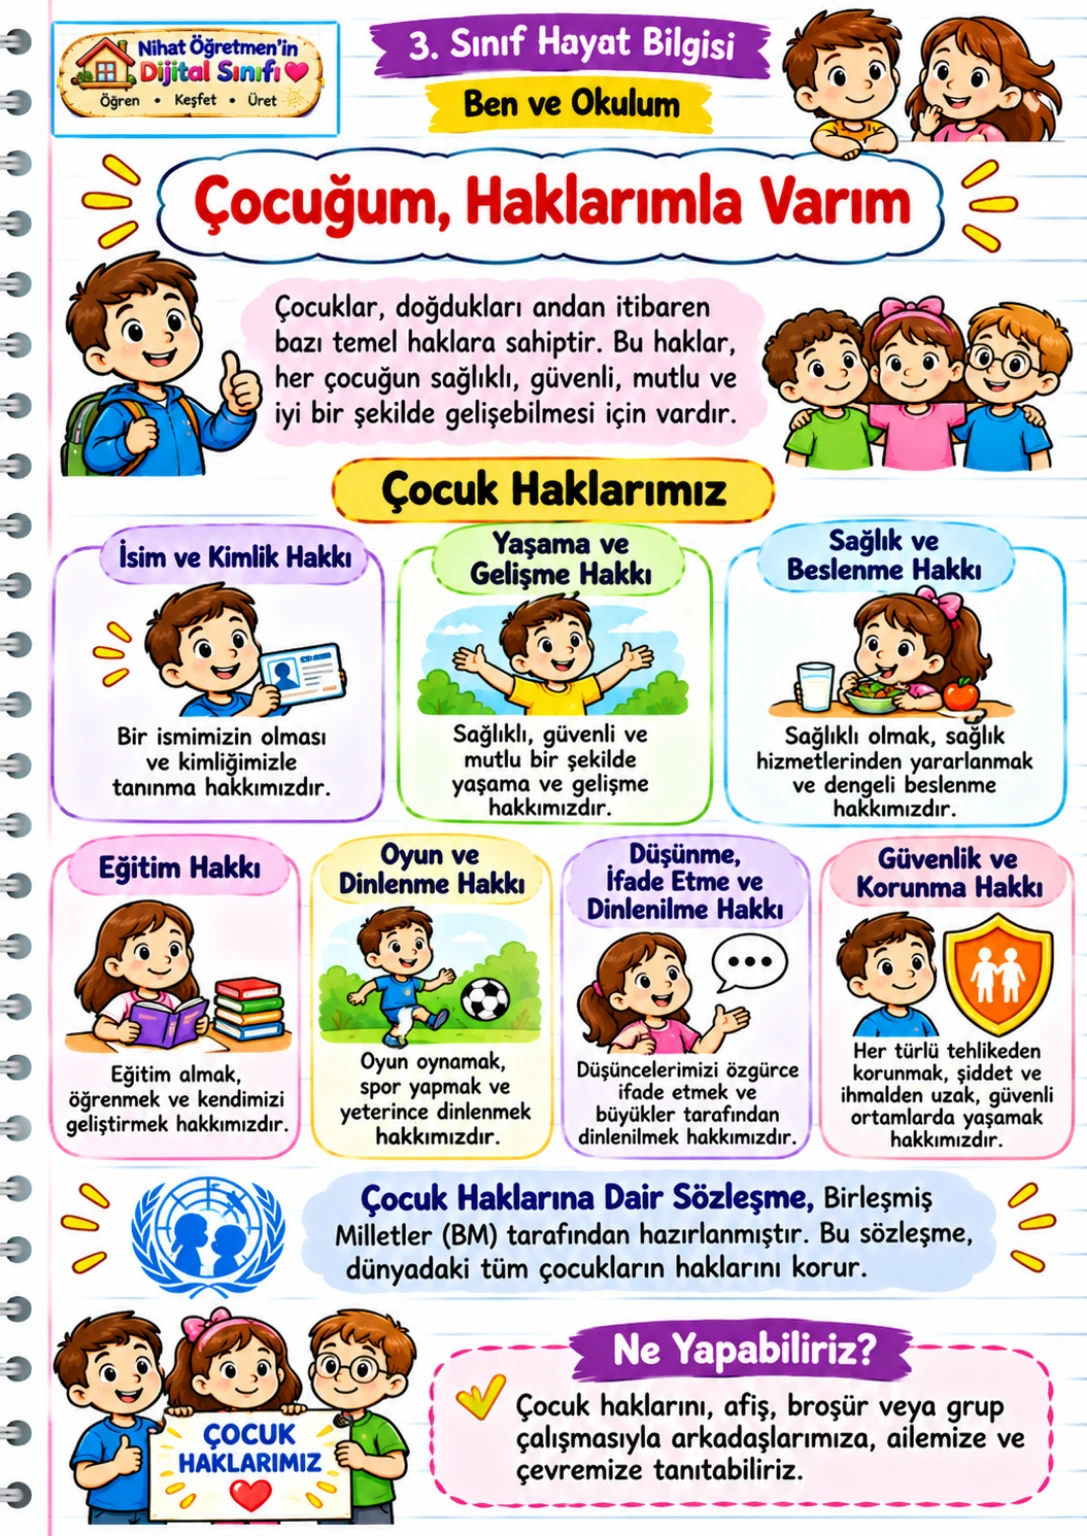 Nihat Öğretmen'in
Dijital Sınıfı
Öğren • Keşfet • Üret
3. Sınıf Hayat Bilgisi
Ben ve Okulum
Çocuğum, Haklarımla Varım
Çocuklar, doğdukları andan itibaren
bazı temel haklara sahiptir. Bu haklar,
her çocuğun sağlıklı, güvenli, mutlu ve
iyi bir şekilde gelişebilmesi için vardır.
Çocuk Haklarımız
İsim ve Kimlik Hakkı
Bir ismimizin olması
ve kimliğimizle
tanınma hakkımızdır.
Yaşama ve
Gelişme Hakkı
Sağlıklı, güvenli ve
mutlu bir şekilde
yaşama ve gelişme
hakkımızdır.
Sağlık ve
Beslenme Hakkı
Sağlıklı olmak, sağlık
hizmetlerinden yararlanmak
ve dengeli beslenme
hakkımızdır.
Eğitim Hakkı
Eğitim almak,
öğrenmek ve kendimizi
geliştirmek hakkımızdır.
Oyun ve
Dinlenme Hakkı
Oyun oynamak,
spor yapmak ve
yeterince dinlenmek
hakkımızdır.
Düşünme,
İfade Etme ve
Dinlenilme Hakkı
Düşüncelerimizi özgürce
ifade etmek ve
büyükler tarafından
dinlenilmek hakkımızdır.
Güvenlik ve
Korunma Hakkı
Her türlü tehlikeden
korunmak, şiddet ve
ihmalden uzak, güvenli
ortamlarda yaşamak
hakkımızdır.
Çocuk Haklarına Dair Sözleşme, Birleşmiş
Milletler (BM) tarafından hazırlanmıştır. Bu sözleşme,
dünyadaki tüm çocukların haklarını korur.
ÇOCUK
HAKLARIMIZ
Ne Yapabiliriz?
Çocuk haklarını, afiş, broşür veya grup
çalışmasıyla arkadaşlarımıza, ailemize ve
çevremize tanıtabiliriz.